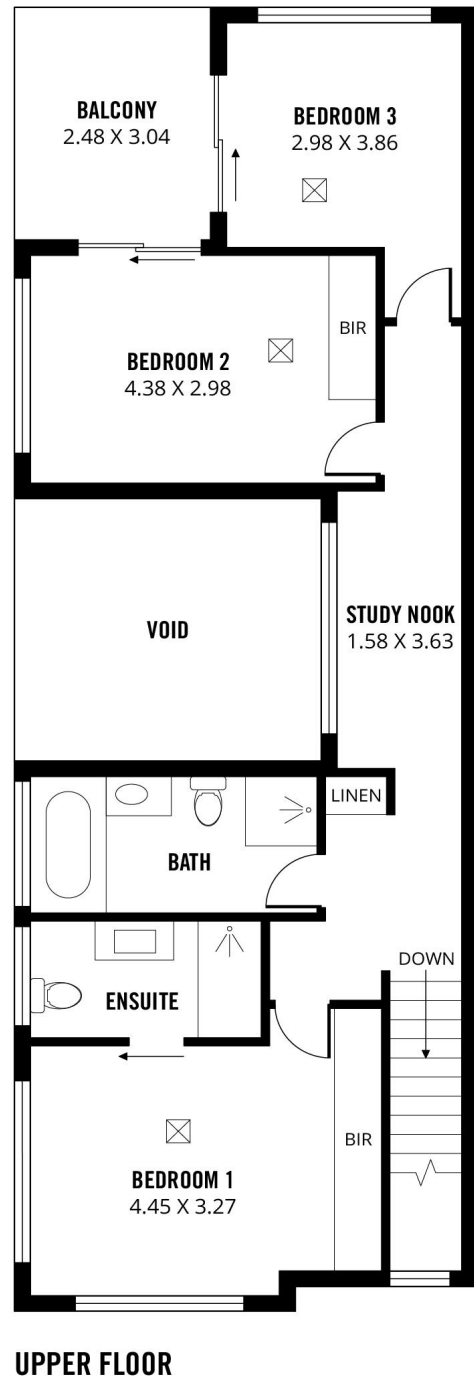 BALCONY
2.48 X 3.04
BEDROOM 3
2.98 X 3.86
BIR
BEDROOM 2
4.38 X 2.98
STUDY NOOK
1.58 X 3.63
VOID
LINEN
BATH
DOWN
ENSUITE
BIR
BEDROOM 1
4.45 X 3.27
UPPER FLOOR